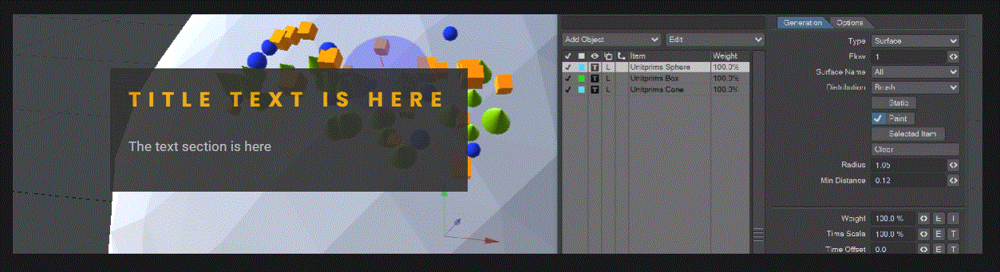 TITLE TEXT IS HERE
The text section is here
Add Object
Edit
Item Weight
T L Unitprims Sphere 100.0%
T L Unitprims Box 100.0%
T L Unitprims Cone 100.0%
Generation Options
Type Surface
Flow 1
Surface Name All
Distribution Brush
Static
Paint
Selected Item
Clear
Radius 1.05
Min Distance 0.12
Weight 100.0 % E T
Time Scale 100.0 % E T
Time Offset 0.0 E T